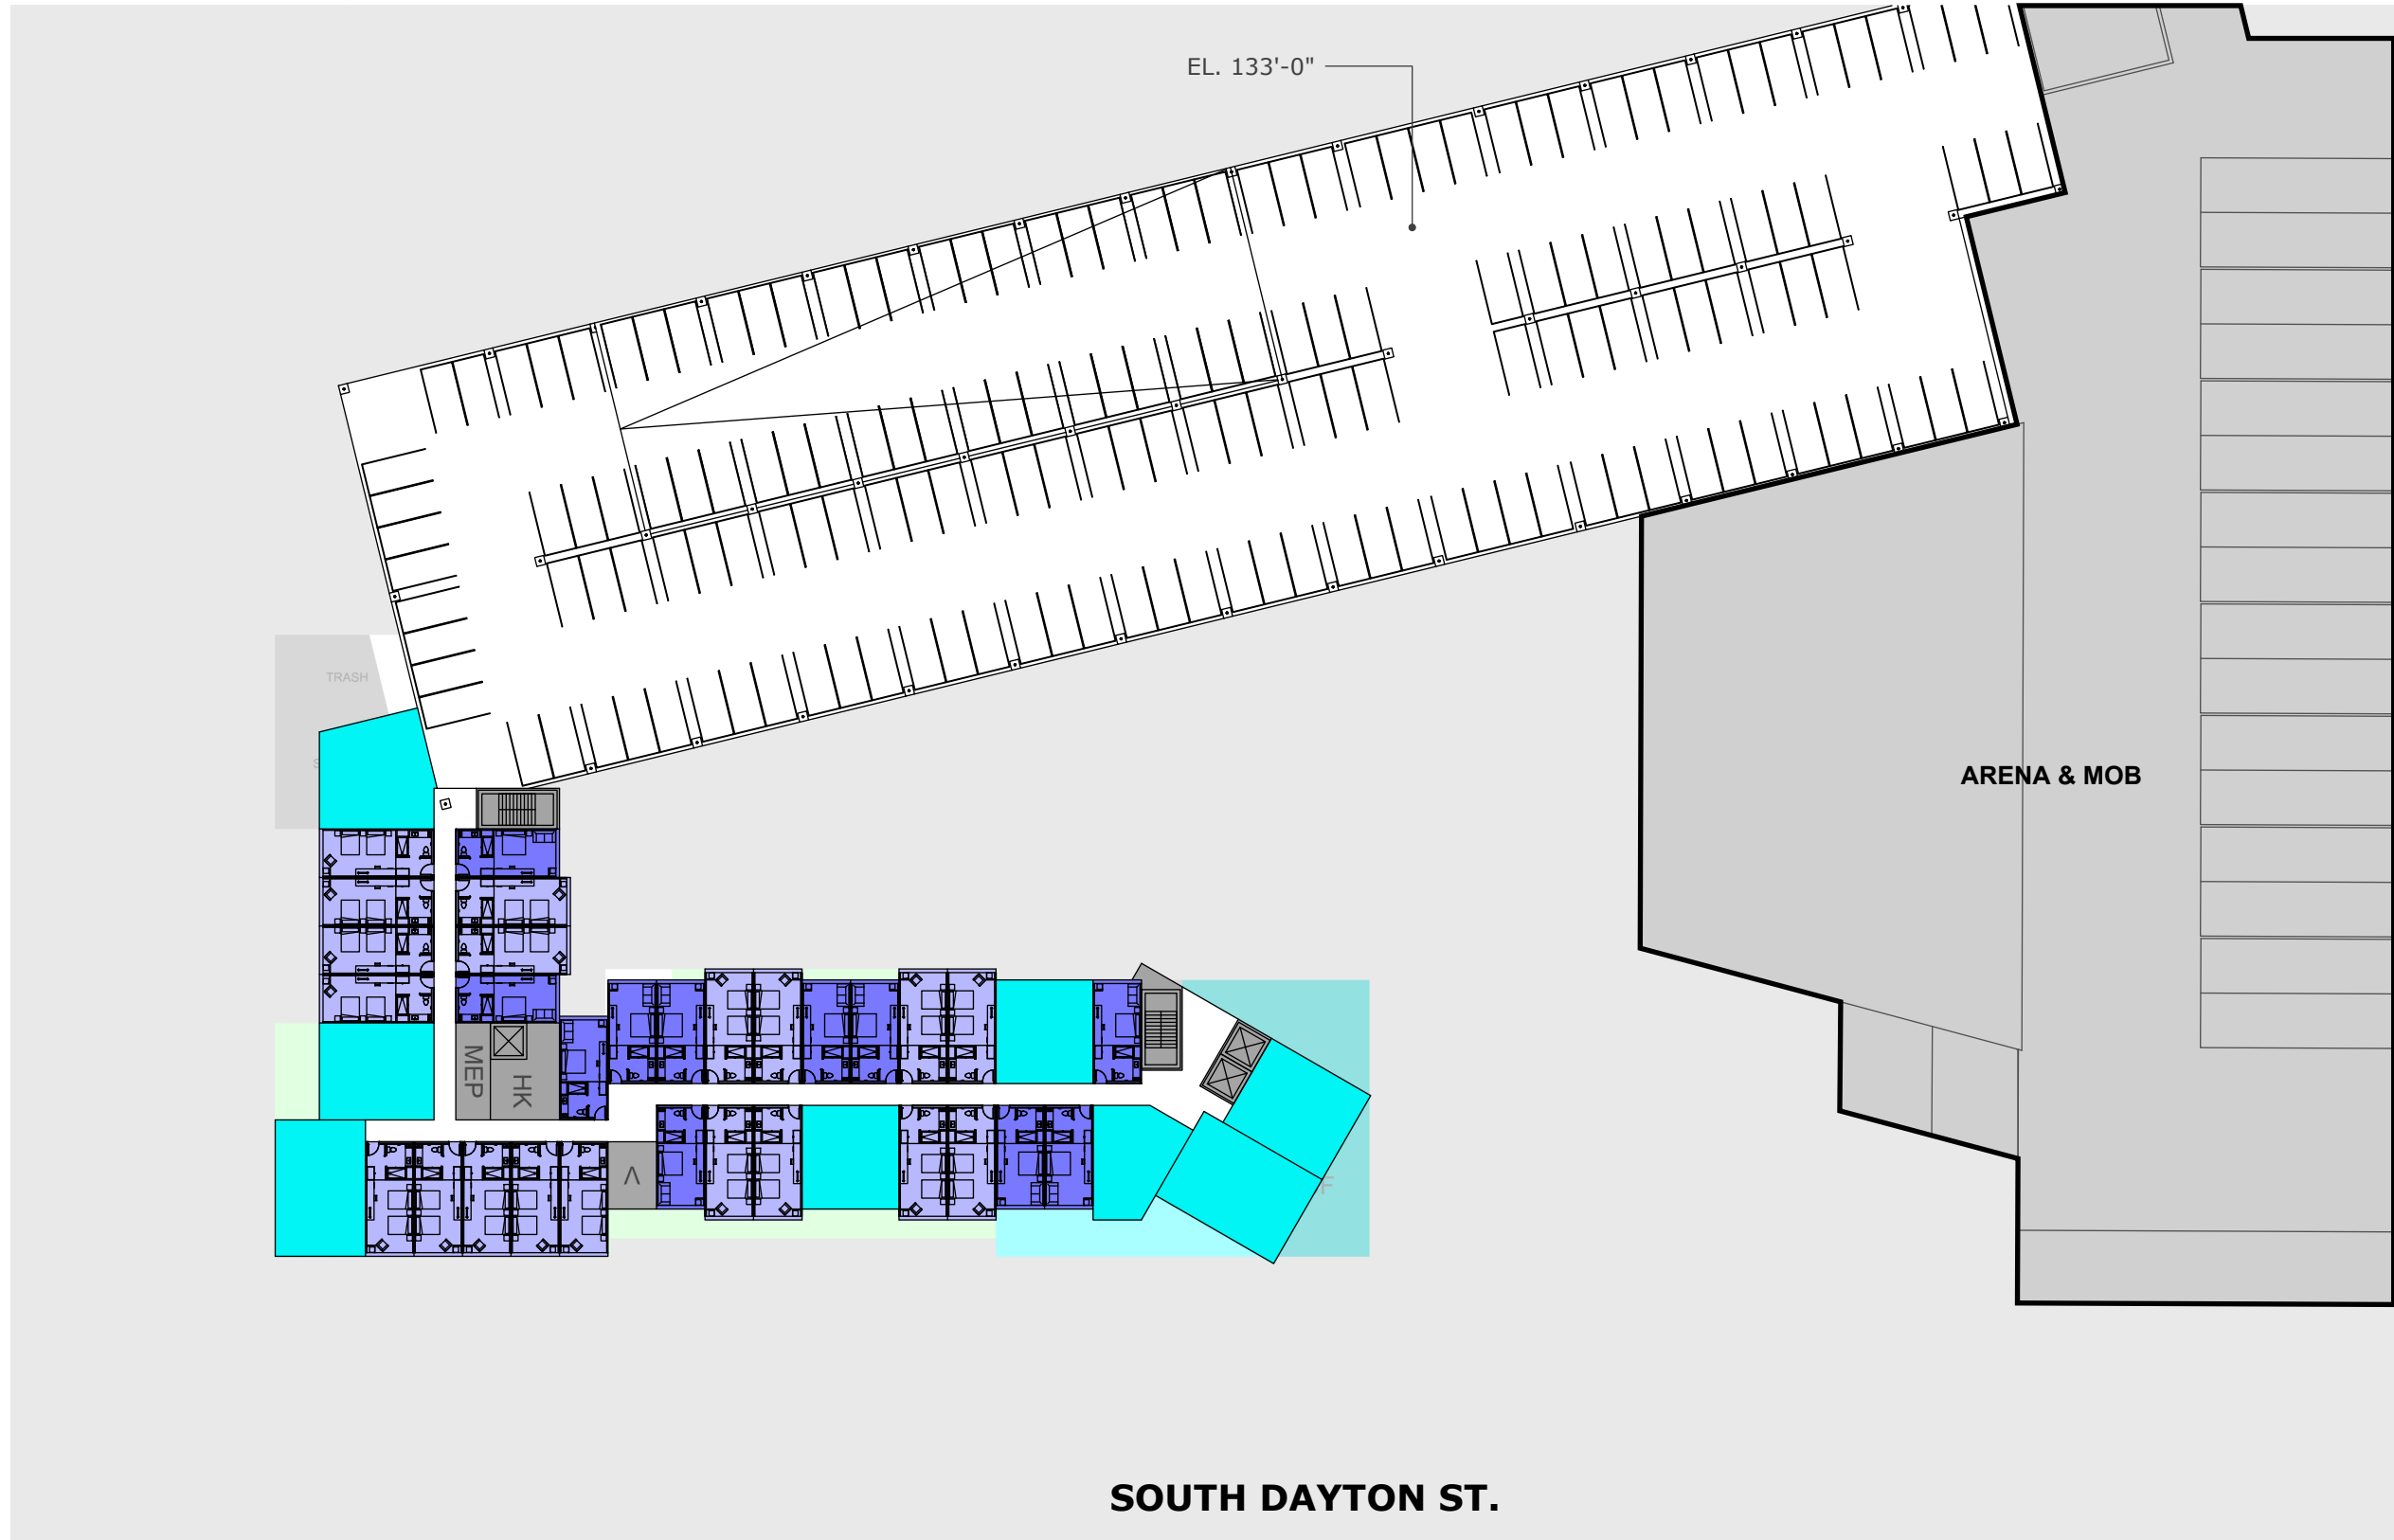 EL. 133'-0"
TRASH
ARENA & MOB
MEP
HK
V
SOUTH DAYTON ST.